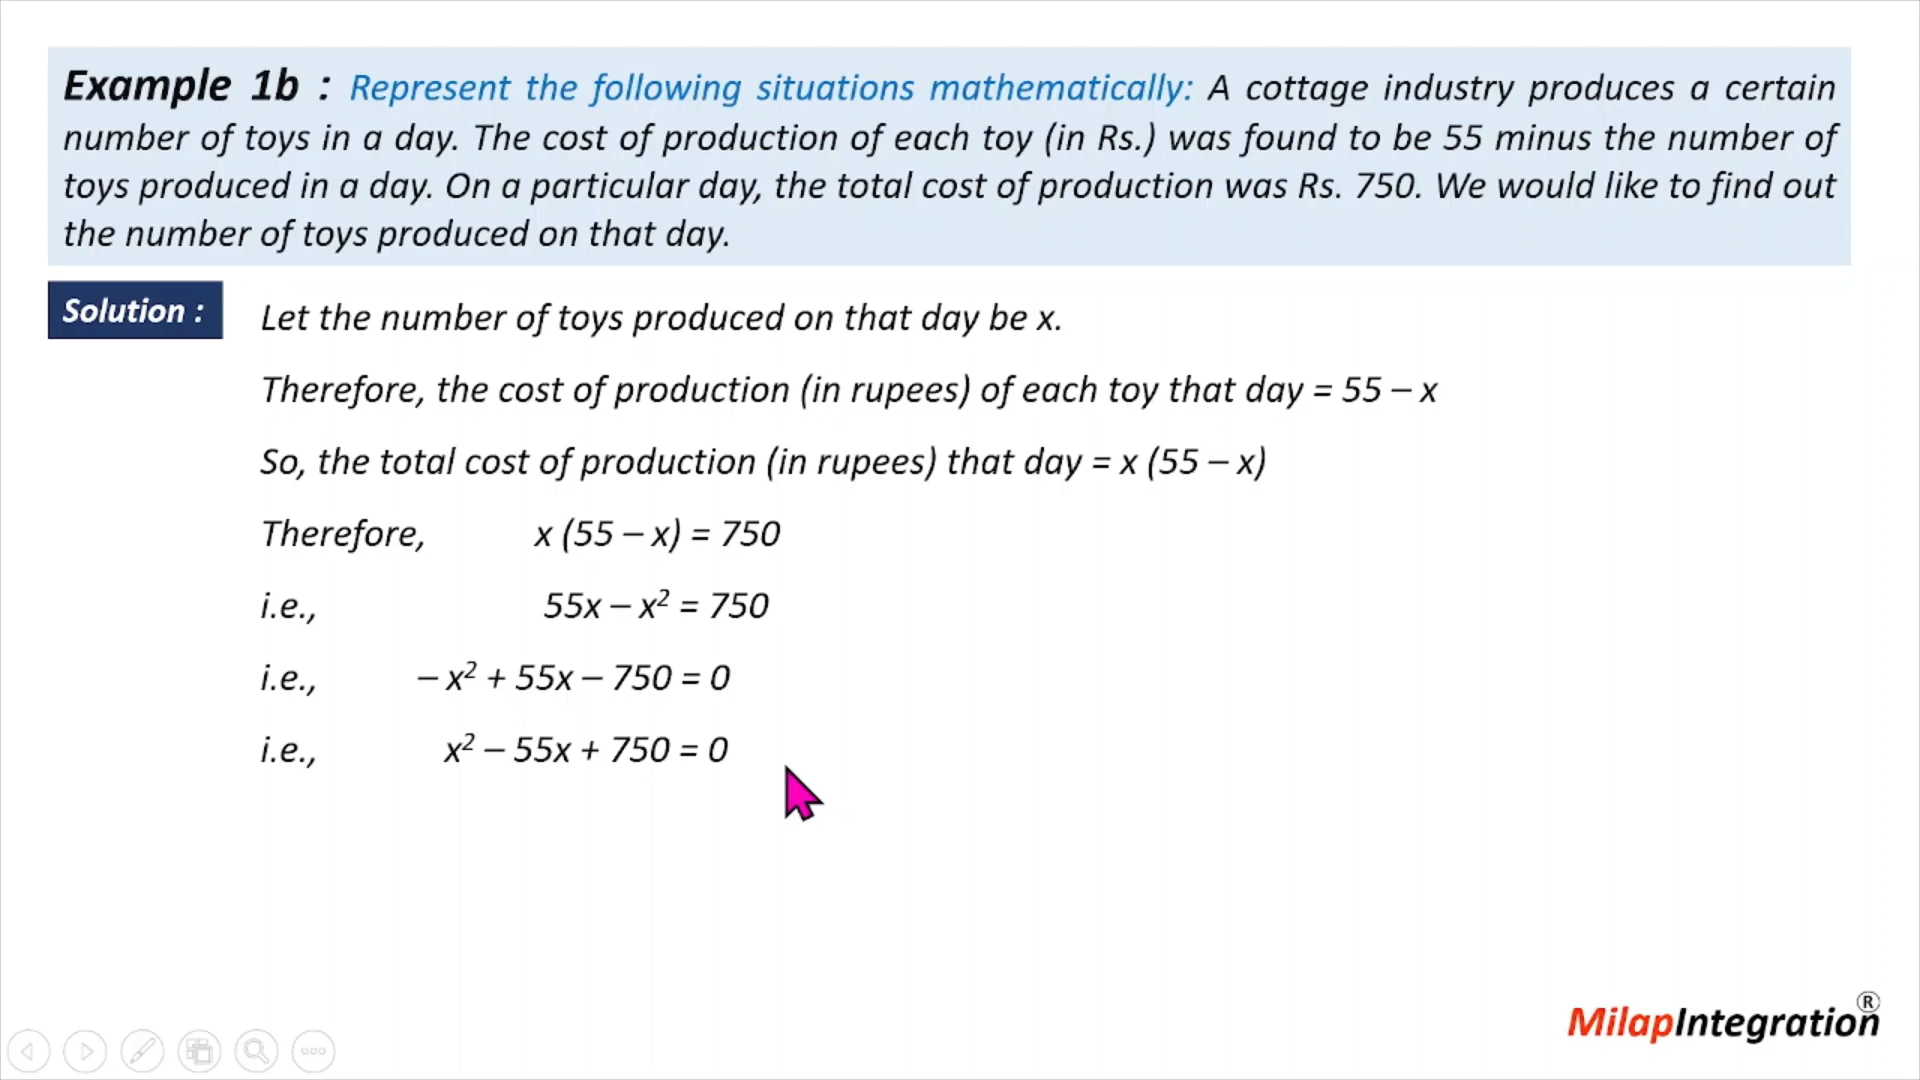 Example 1b : Represent the following situations mathematically: A cottage industry produces a certain
number of toys in a day. The cost of production of each toy (in Rs.) was found to be 55 minus the number of
toys produced in a day. On a particular day, the total cost of production was Rs. 750. We would like to find out
the number of toys produced on that day.
Solution :
Let the number of toys produced on that day be x.
Therefore, the cost of production (in rupees) of each toy that day = 55 – x
So, the total cost of production (in rupees) that day = x (55 – x)
Therefore, x (55 – x) = 750
i.e., 55x – x² = 750
i.e., – x² + 55x – 750 = 0
i.e., x² – 55x + 750 = 0
MilapIntegration®